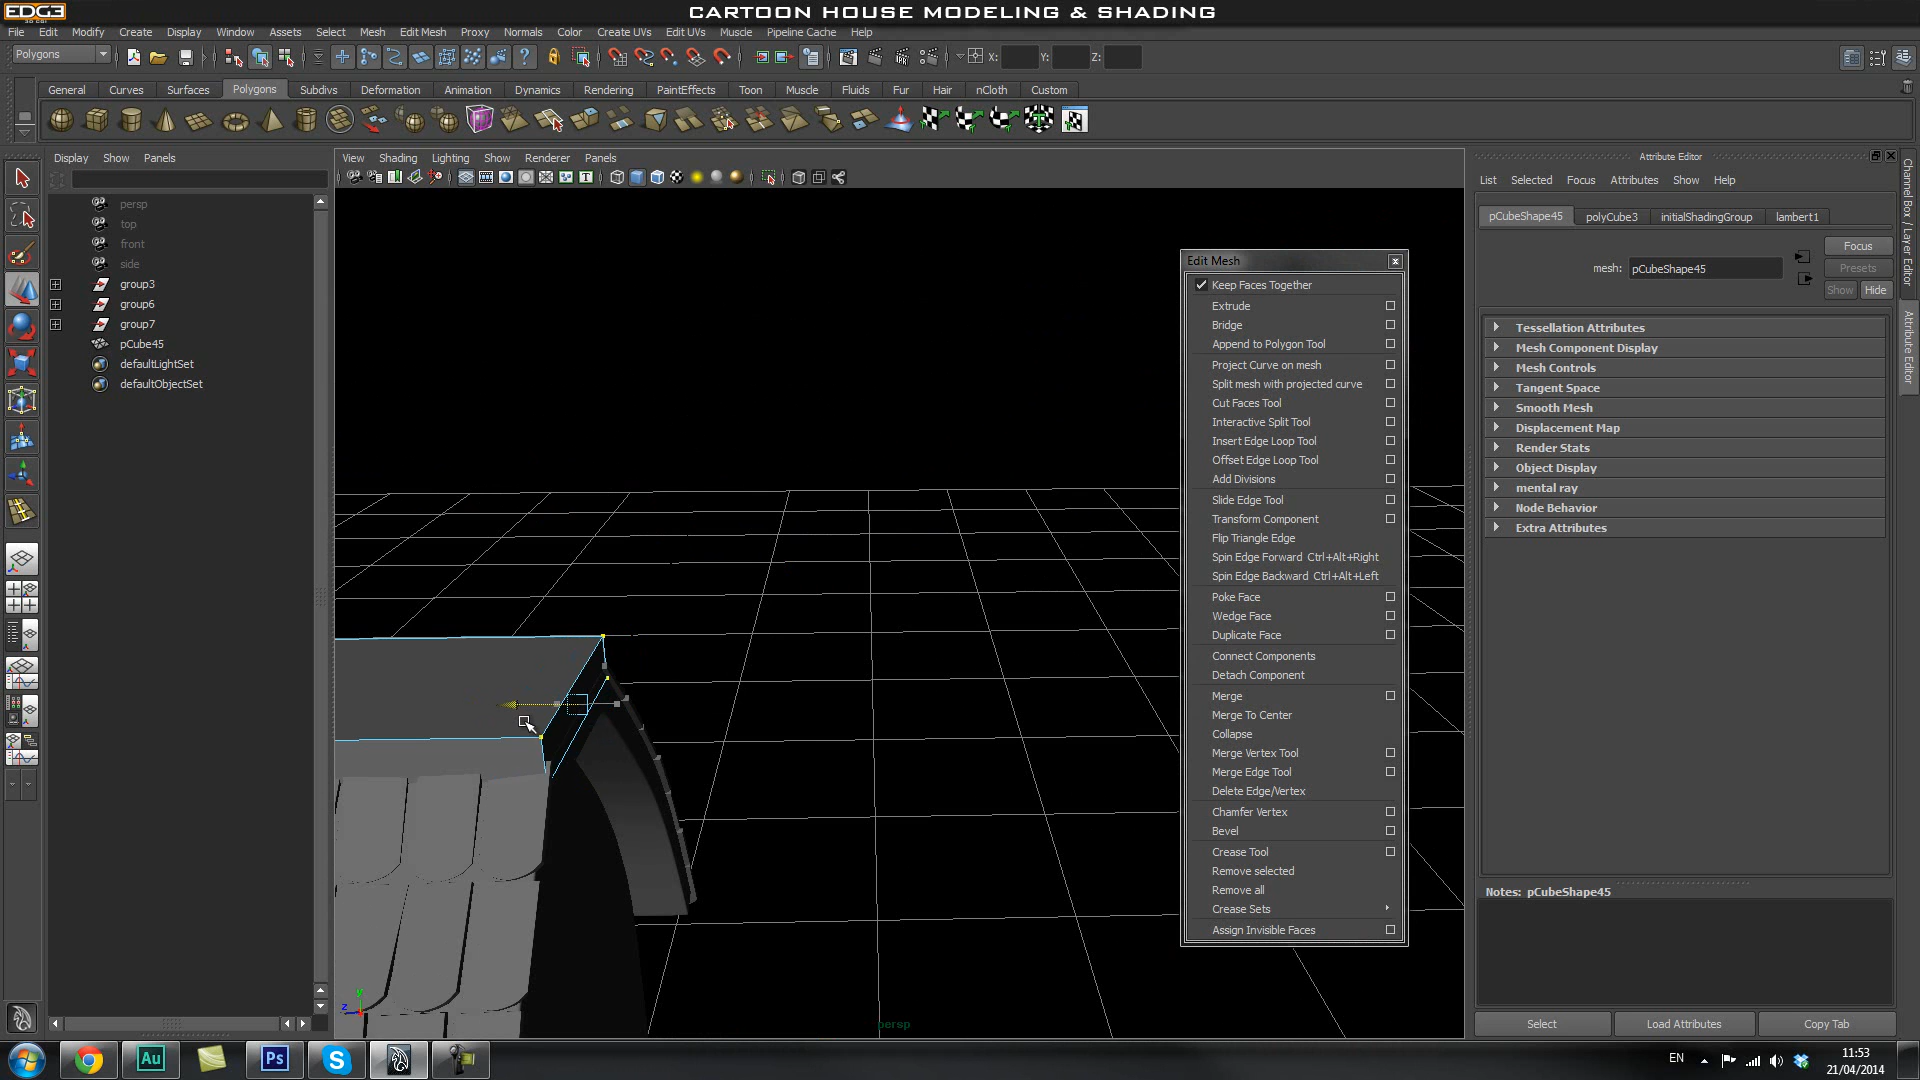 EDG3
3D CGI
CARTOON HOUSE MODELING & SHADING
File Edit Modify Create Display Window Assets Select Mesh Edit Mesh Proxy Normals Color Create UVs Edit UVs Muscle Pipeline Cache Help
Polygons
X: Y: Z:
General Curves Surfaces Polygons Subdivs Deformation Animation Dynamics Rendering PaintEffects Toon Muscle Fluids Fur Hair nCloth Custom
Display Show Panels
View Shading Lighting Show Renderer Panels
persp
top
front
side
group3
group6
group7
pCube45
defaultLightSet
defaultObjectSet
Edit Mesh
Keep Faces Together
Extrude
Bridge
Append to Polygon Tool
Project Curve on mesh
Split mesh with projected curve
Cut Faces Tool
Interactive Split Tool
Insert Edge Loop Tool
Offset Edge Loop Tool
Add Divisions
Slide Edge Tool
Transform Component
Flip Triangle Edge
Spin Edge Forward Ctrl+Alt+Right
Spin Edge Backward Ctrl+Alt+Left
Poke Face
Wedge Face
Duplicate Face
Connect Components
Detach Component
Merge
Merge To Center
Collapse
Merge Vertex Tool
Merge Edge Tool
Delete Edge/Vertex
Chamfer Vertex
Bevel
Crease Tool
Remove selected
Remove all
Crease Sets
Assign Invisible Faces
y
z
persp
Attribute Editor
List Selected Focus Attributes Show Help
pCubeShape45 polyCube3 initialShadingGroup lambert1
Focus
mesh: pCubeShape45
Presets
Show Hide
Tessellation Attributes
Mesh Component Display
Mesh Controls
Tangent Space
Smooth Mesh
Displacement Map
Render Stats
Object Display
mental ray
Node Behavior
Extra Attributes
Notes: pCubeShape45
Select Load Attributes Copy Tab
Channel Box / Layer Editor
Attribute Editor
Au Ps S
EN
11:53
21/04/2014